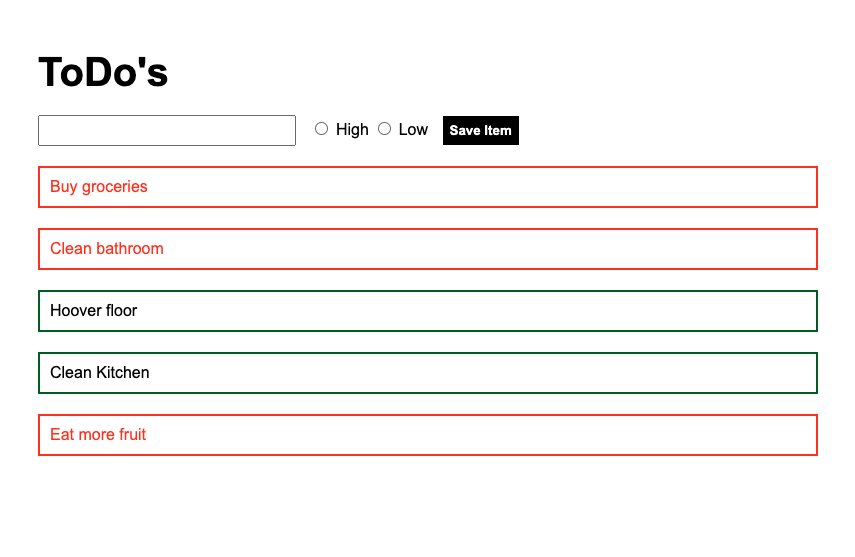 ToDo's
High Low Save Item
Buy groceries
Clean bathroom
Hoover floor
Clean Kitchen
Eat more fruit